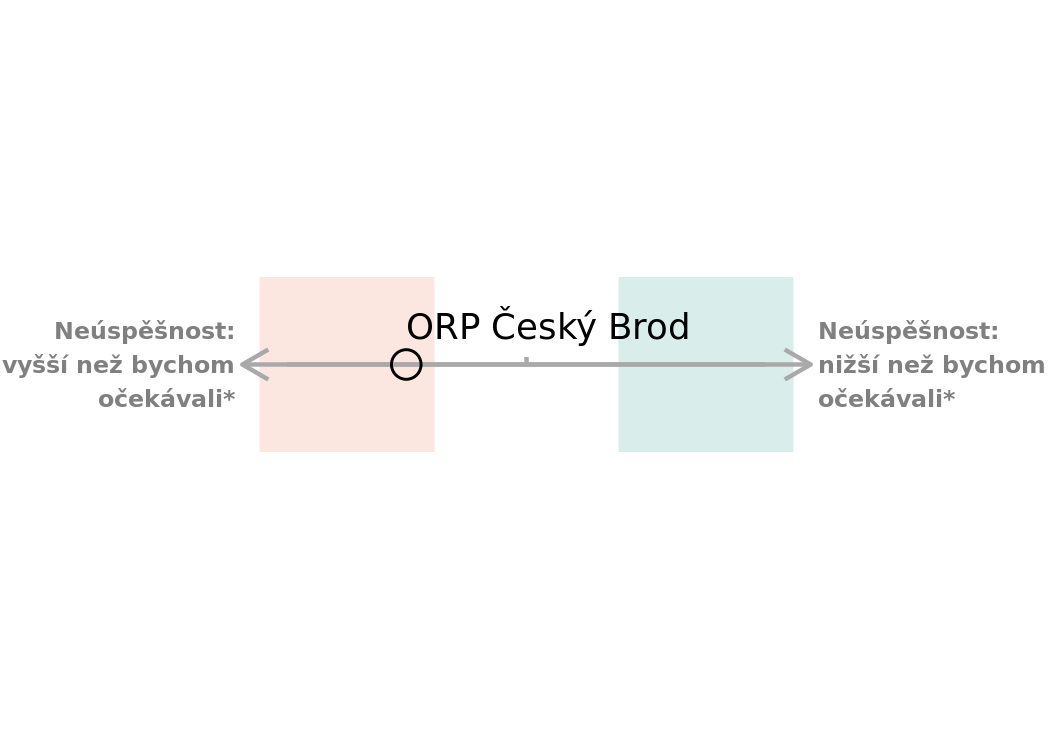 ORP Český Brod
Neúspěšnost:
vyšší než bychom
očekávali*
Neúspěšnost:
nižší než bychom
očekávali*